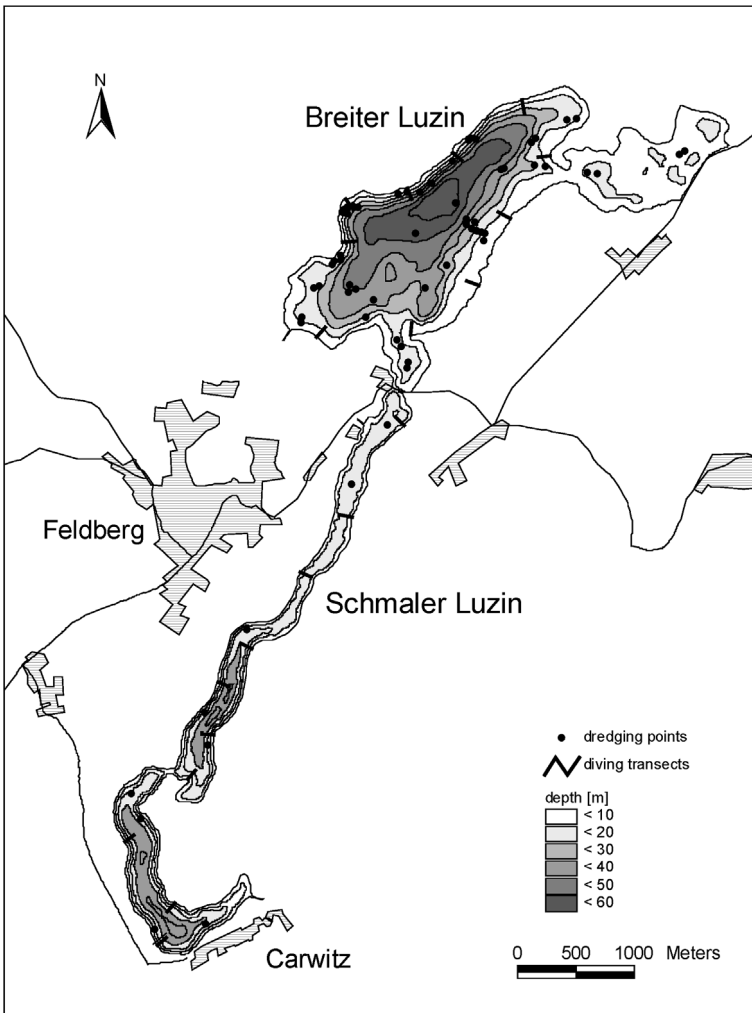 N
Breiter Luzin
Feldberg
Schmaler Luzin
dredging points
diving transects
depth [m]
< 10
< 20
< 30
< 40
< 50
< 60
0 500 1000 Meters
Carwitz